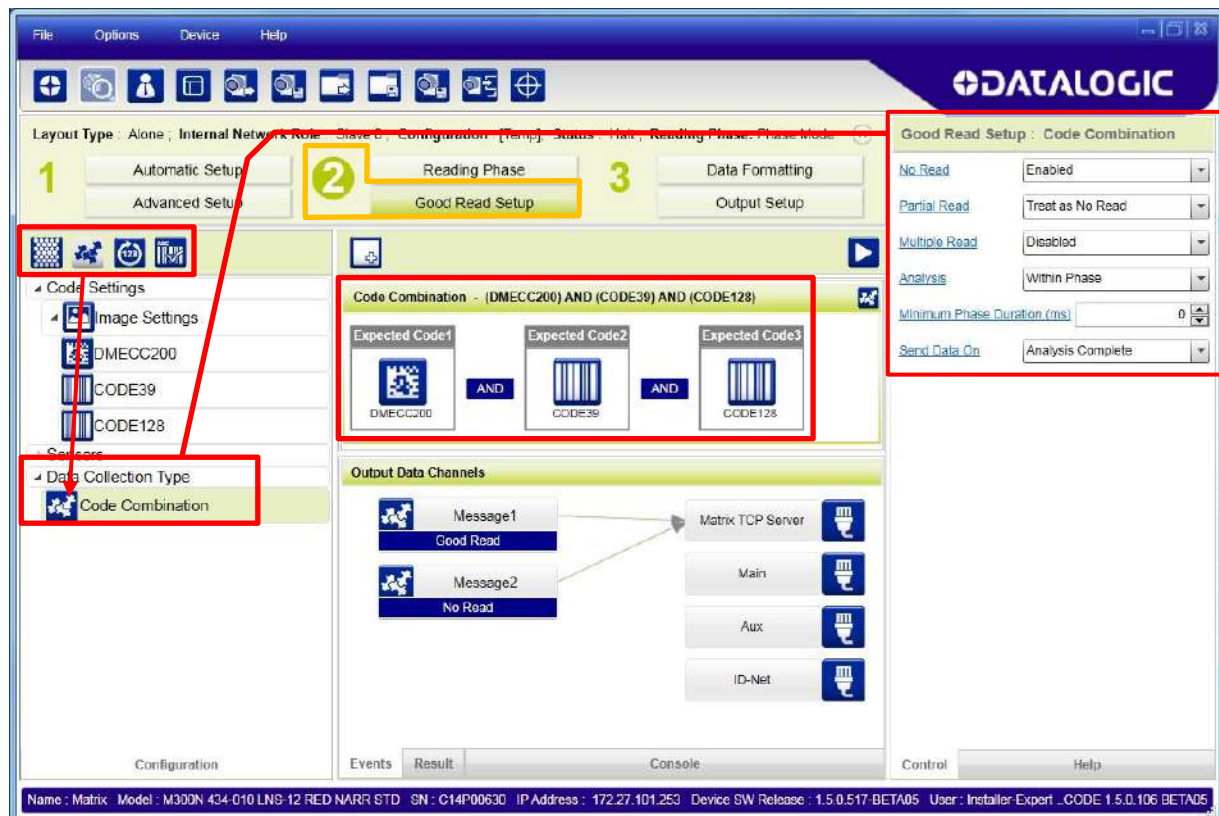 File Options Device Help
DATALOGIC
Layout Type : Alone ; Internal Network Role : Slave 0 ; Configuration : [Temp] Status : Halt ; Reading Phase: Phase Mode
1
Automatic Setup
Advanced Setup
2
Reading Phase
Good Read Setup
3
Data Formatting
Output Setup
Code Settings
Image Settings
DMECC200
CODE39
CODE128
Sensors
Data Collection Type
Code Combination
Configuration
Code Combination - (DMECC200) AND (CODE39) AND (CODE128)
Expected Code1 Expected Code2 Expected Code3
AND AND
DMECC200 CODE39 CODE128
Output Data Channels
Message1
Good Read
Message2
No Read
Matrix TCP Server
Main
Aux
ID-Net
Events Result Console
Good Read Setup : Code Combination
No Read Enabled
Partial Read Treat as No Read
Multiple Read Disabled
Analysis Within Phase
Minimum Phase Duration (ms) 0
Send Data On Analysis Complete
Control Help
Name : Matrix Model : M300N 434-010 LNS-12 RED NARR STD SN : C14P00630 IP Address : 172.27.101.253 Device SW Release : 1.5.0.517-BETA05 User : Installer-Expert ..CODE 1.5.0.106 BETA05